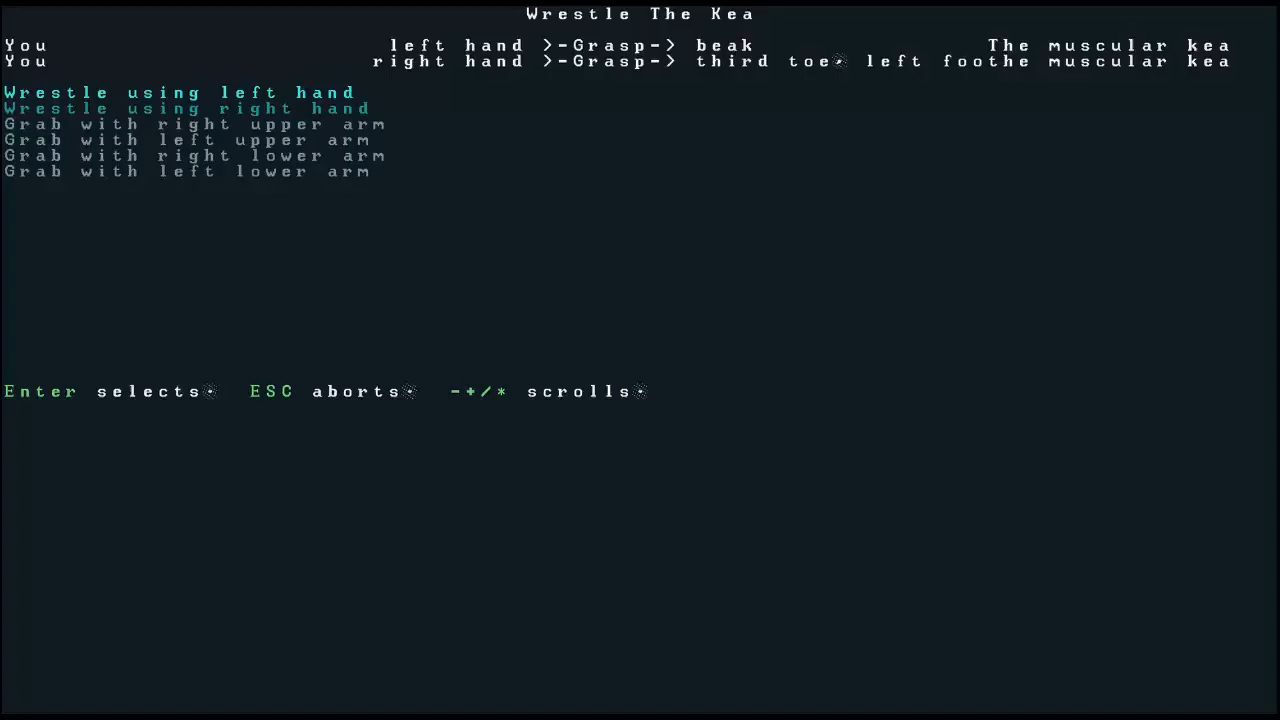 Wrestle The Kea
You left hand >-Grasp-> beak The muscular kea
You right hand >-Grasp-> third toe, left foothe muscular kea
Wrestle using left hand
Wrestle using right hand
Grab with right upper arm
Grab with left upper arm
Grab with right lower arm
Grab with left lower arm
Enter selects. ESC aborts. -+/* scrolls.